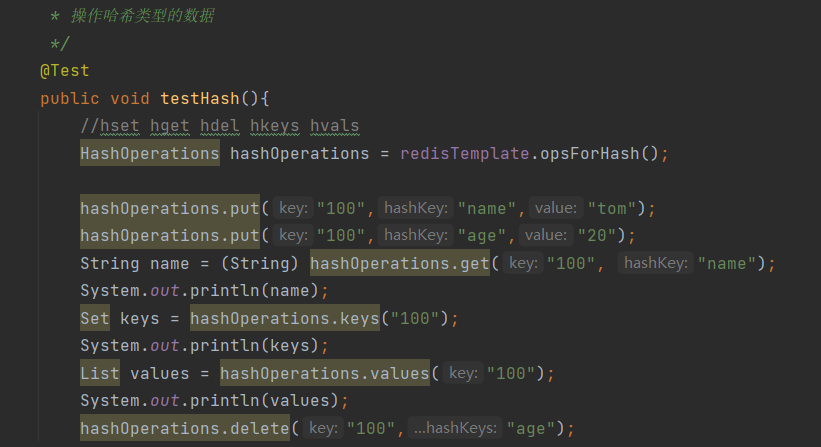 * 操作哈希类型的数据
*/
@Test
public void testHash(){
//hset hget hdel hkeys hvals
HashOperations hashOperations = redisTemplate.opsForHash();
hashOperations.put( key: "100", hashKey: "name", value: "tom");
hashOperations.put( key: "100", hashKey: "age", value: "20");
String name = (String) hashOperations.get( key: "100", hashKey: "name");
System.out.println(name);
Set keys = hashOperations.keys("100");
System.out.println(keys);
List values = hashOperations.values( key: "100");
System.out.println(values);
hashOperations.delete( key: "100", ...hashKeys: "age");